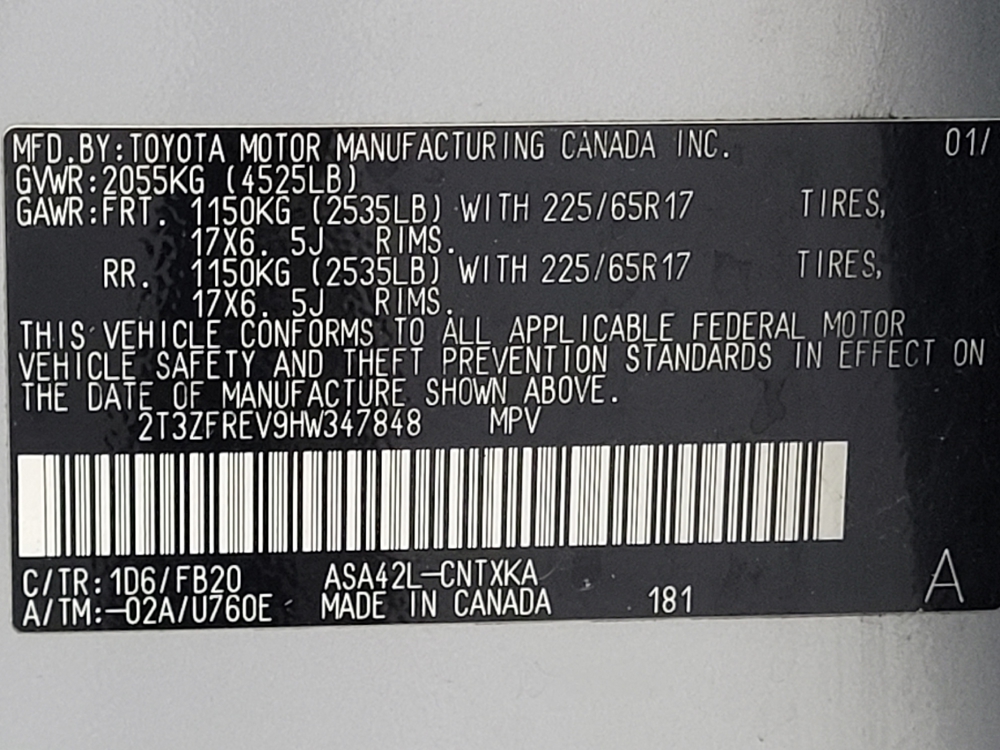 MFD.BY:TOYOTA MOTOR MANUFACTURING CANADA INC. 01/
GVWR:2055KG (4525LB)
GAWR:FRT. 1150KG (2535LB) WITH 225/65R17 TIRES,
17X6.5J RIMS.
RR. 1150KG (2535LB) WITH 225/65R17 TIRES,
17X6.5J RIMS.
THIS VEHICLE CONFORMS TO ALL APPLICABLE FEDERAL MOTOR
VEHICLE SAFETY AND THEFT PREVENTION STANDARDS IN EFFECT ON
THE DATE OF MANUFACTURE SHOWN ABOVE.
2T3ZFREV9HW347848 MPV
C/TR:1D6/FB20 ASA42L-CNTXKA
A/TM:-02A/U760E MADE IN CANADA 181 A